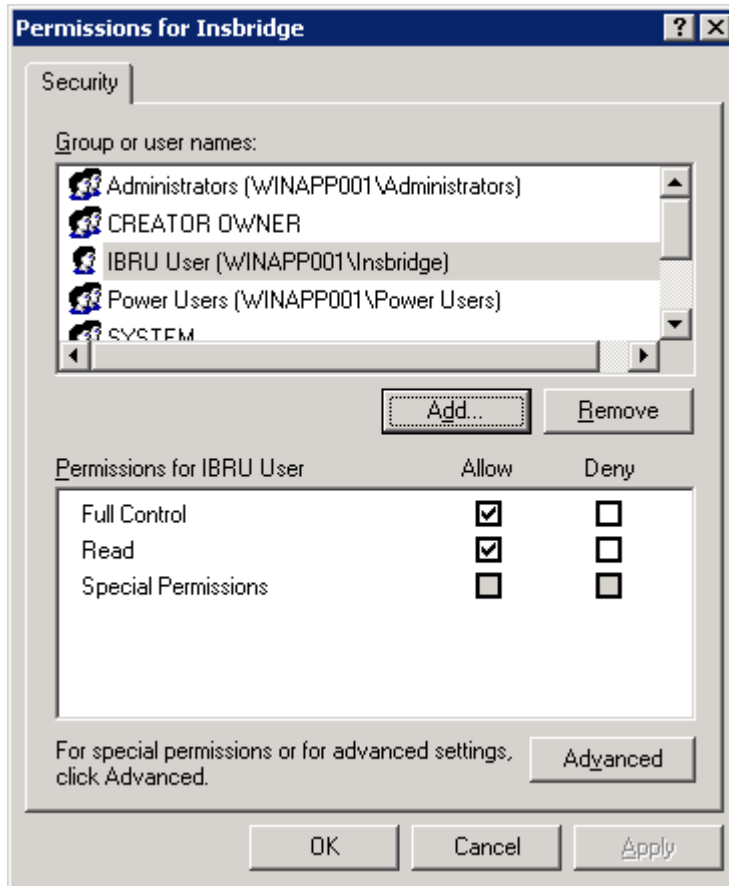 Permissions for Insbridge
Security
Group or user names:
Administrators (WINAPP001\Administrators)
CREATOR OWNER
IBRU User (WINAPP001\Insbridge)
Power Users (WINAPP001\Power Users)
SYSTEM
Add... Remove
Permissions for IBRU User Allow Deny
Full Control
Read
Special Permissions
For special permissions or for advanced settings, click Advanced.
Advanced
OK Cancel Apply